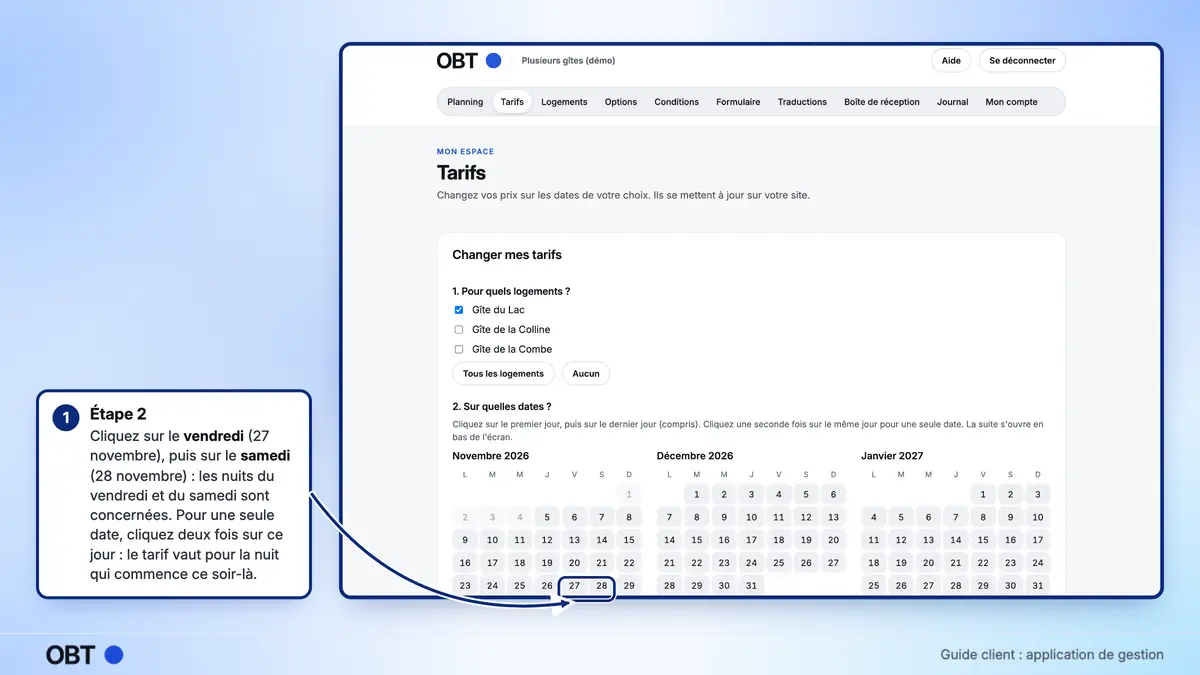 OBT
Plusieurs gîtes (démo)
Aide
Se déconnecter
Planning
Tarifs
Logements
Options
Conditions
Formulaire
Traductions
Boîte de réception
Journal
Mon compte
MON ESPACE
Tarifs
Changez vos prix sur les dates de votre choix. Ils se mettent à jour sur votre site.
Changer mes tarifs
1. Pour quels logements ?
Gîte du Lac
Gîte de la Colline
Gîte de la Combe
Tous les logements
Aucun
2. Sur quelles dates ?
Cliquez sur le premier jour, puis sur le dernier jour (compris). Cliquez une seconde fois sur le même jour pour une seule date. La suite s'ouvre en
bas de l'écran.
Novembre 2026
L M M J V S D
1
2 3 4 5 6 7 8
9 10 11 12 13 14 15
16 17 18 19 20 21 22
23 24 25 26 27 28 29
Décembre 2026
L M M J V S D
1 2 3 4 5 6
7 8 9 10 11 12 13
14 15 16 17 18 19 20
21 22 23 24 25 26 27
28 29 30 31
Janvier 2027
L M M J V S D
1 2 3
4 5 6 7 8 9 10
11 12 13 14 15 16 17
18 19 20 21 22 23 24
25 26 27 28 29 30 31
1
Étape 2
Cliquez sur le vendredi (27
novembre), puis sur le samedi
(28 novembre) : les nuits du
vendredi et du samedi sont
concernées. Pour une seule
date, cliquez deux fois sur ce
jour : le tarif vaut pour la nuit
qui commence ce soir-là.
OBT
Guide client : application de gestion